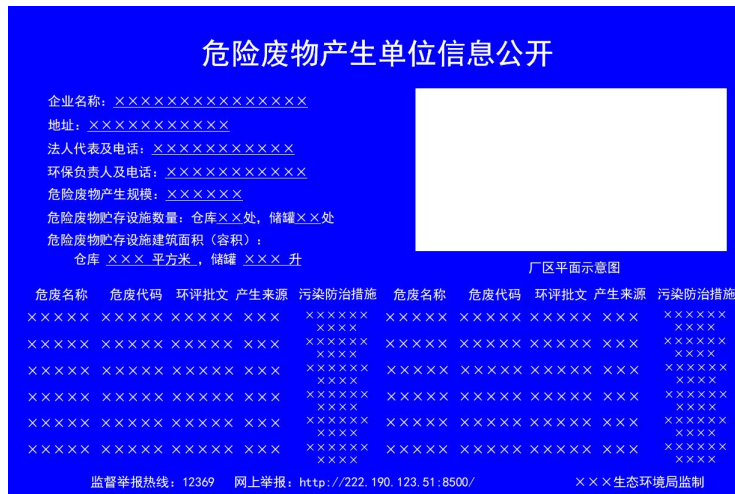 危险废物产生单位信息公开
企业名称：×××××××××××××××
地址：×××××××××××
法人代表及电话：×××××××××××
环保负责人及电话：×××××××××××
危险废物产生规模：××××××
危险废物贮存设施数量：仓库××处，储罐××处
危险废物贮存设施建筑面积（容积）：
仓库 ××× 平方米，储罐 ××× 升
厂区平面示意图
危废名称 危废代码 环评批文 产生来源 污染防治措施 危废名称 危废代码 环评批文 产生来源 污染防治措施
××××× ××××× ××××× ××× ×××××× ××××× ××××× ××××× ××× ××××××
×××× ××××
××××× ××××× ××××× ××× ×××××× ××××× ××××× ××××× ××× ××××××
×××× ××××
××××× ××××× ××××× ××× ×××××× ××××× ××××× ××××× ××× ××××××
×××× ××××
××××× ××××× ××××× ××× ×××××× ××××× ××××× ××××× ××× ××××××
×××× ××××
××××× ××××× ××××× ××× ×××××× ××××× ××××× ××××× ××× ××××××
×××× ××××
××××× ××××× ××××× ××× ×××××× ××××× ××××× ××××× ××× ××××××
×××× ××××
监督举报热线：12369 网上举报：http://222.190.123.51:8500/ ×××生态环境局监制